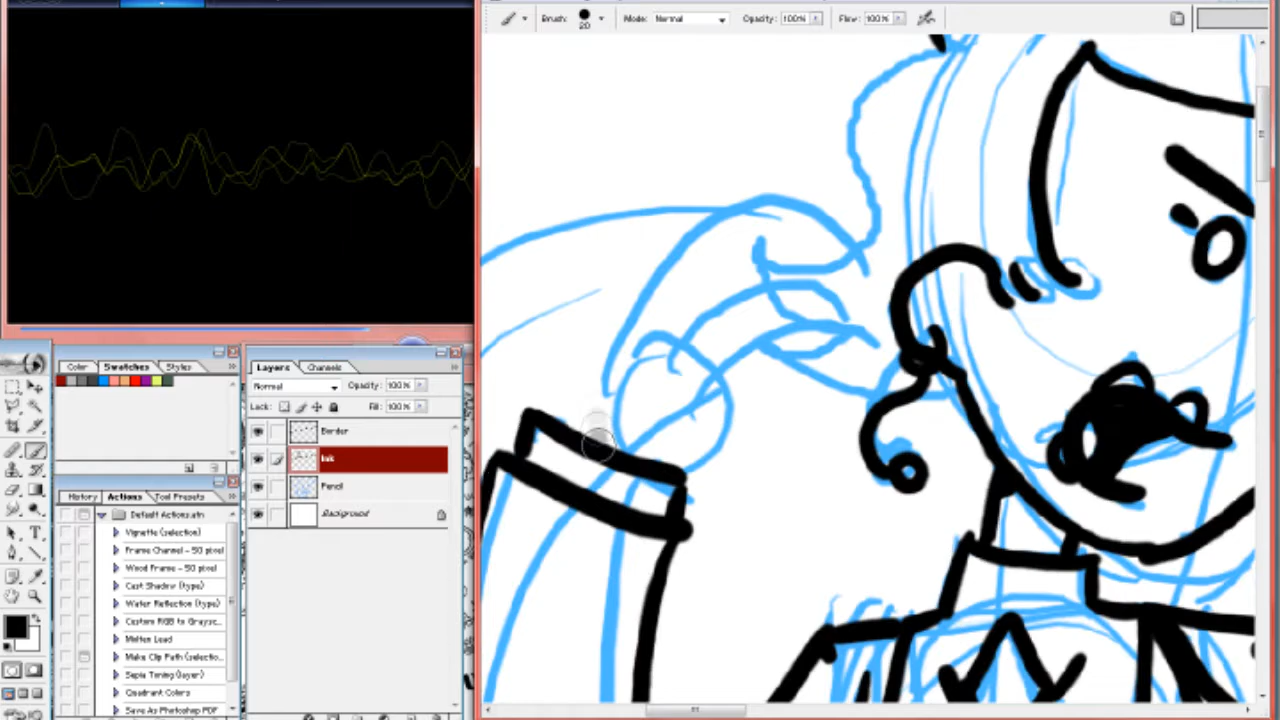 Brush: 20 Mode: Normal Opacity: 100% Flow: 100%
Color Swatches Styles
Layers Channels
Normal Opacity: 100%
Lock: Fill: 100%
Border
Ink
Pencil
Background
History Actions Tool Presets
Default Actions.atn
Vignette (selection)
Frame Channel - 50 pixel
Wood Frame - 50 pixel
Cast Shadow (type)
Water Reflection (type)
Custom RGB to Graysc...
Molten Lead
Make Clip Path (selectio...
Sepia Toning (layer)
Quadrant Colors
Save As Photoshop PDF